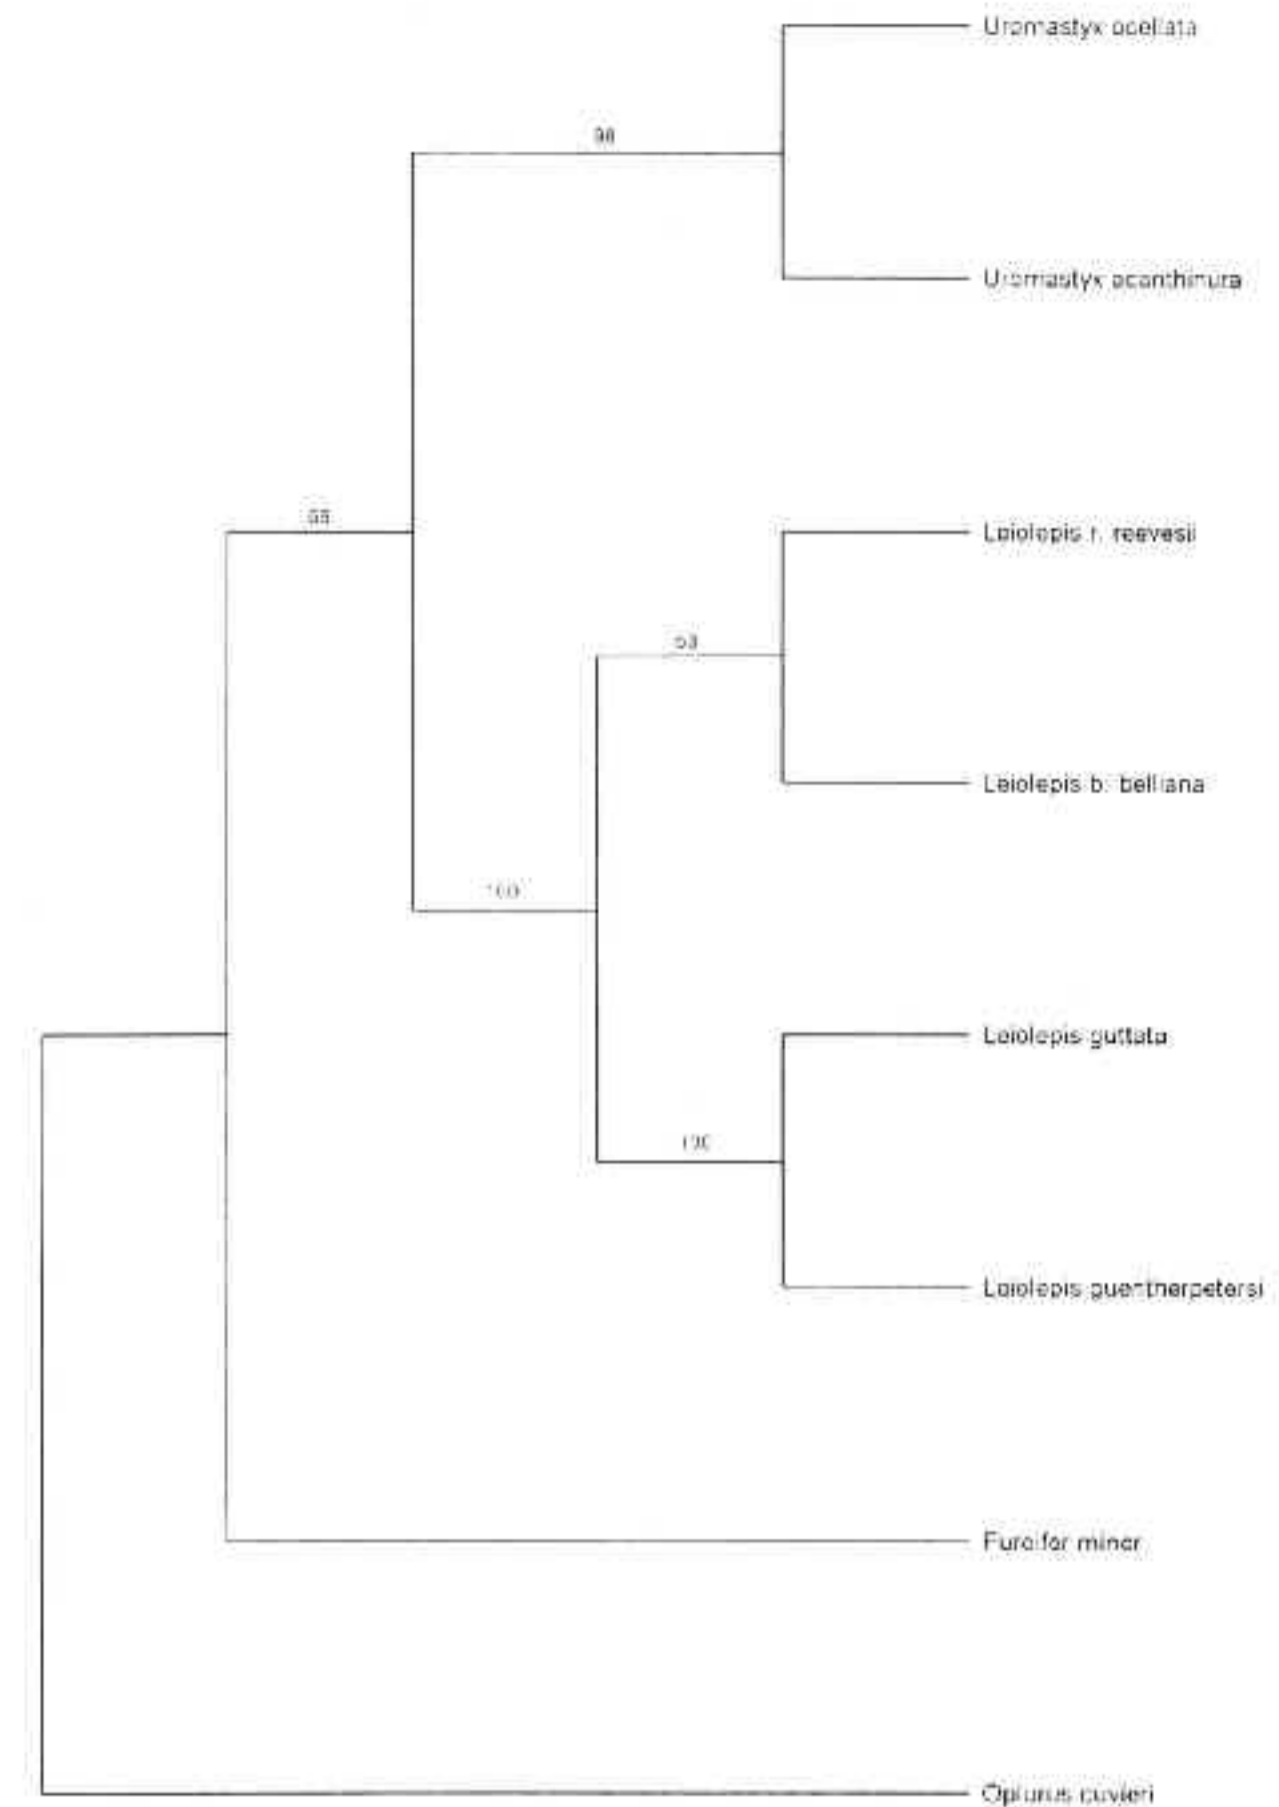 Uromastyx ocellata
98
Uromastyx acanthinura
Leiolepis r. reevesii
53
Leiolepis b. belliana
100
Leiolepis guttata
100
Leiolepis guentherpetersi
Furcifer minor
Oplurus cuvieri